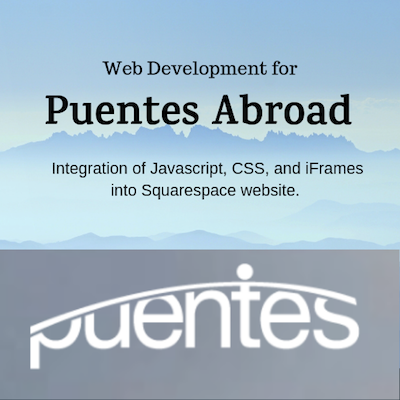 Web Development for
Puentes Abroad
Integration of Javascript, CSS, and iFrames
into Squarespace website.
puentes